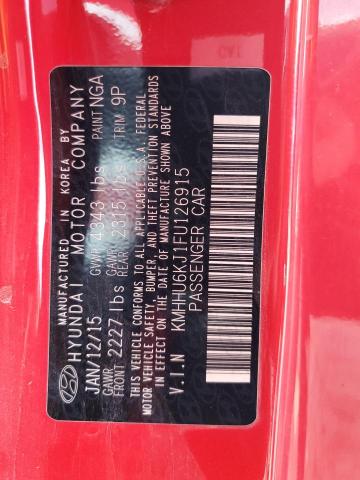 MANUFACTURED IN KOREA BY
HYUNDAI MOTOR COMPANY
JAN/12/15 GVWR 4343 lbs PAINT NGA
GAWR FRONT 2227 lbs GAWR REAR 2315 lbs TRIM 9P
THIS VEHICLE CONFORMS TO ALL APPLICABLE U.S.A. FEDERAL
MOTOR VEHICLE SAFETY, BUMPER, AND THEFT PREVENTION STANDARDS
IN EFFECT ON THE DATE OF MANUFACTURE SHOWN ABOVE
V.I.N KMHHU6KJ1FU126915
PASSENGER CAR